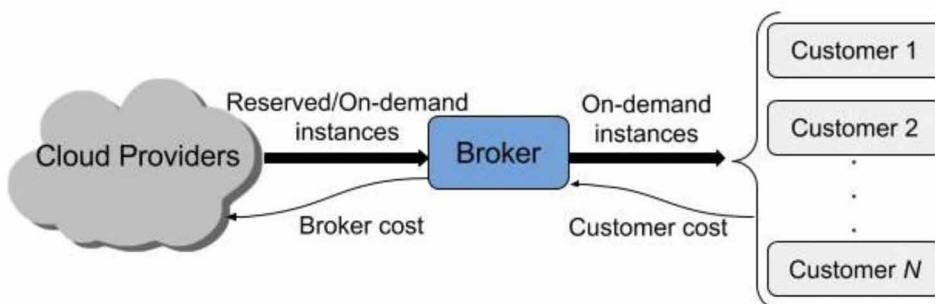 Customer 1
Reserved/On-demand
instances
On-demand
instances
Customer 2
Cloud Providers
Broker
Broker cost
Customer cost
Customer N